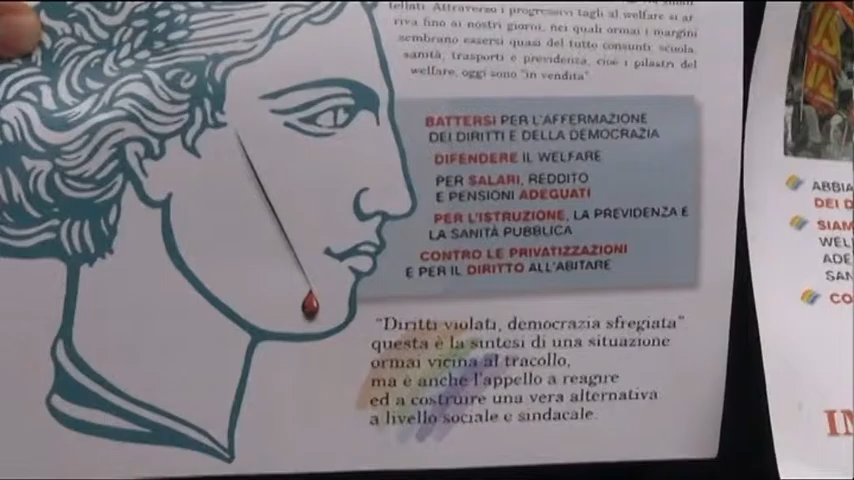 tellati. Attraverso i progressivi tagli al welfare si ar
riva fino ai nostri giorni, nei quali ormai i margini
sembrano essersi quasi del tutto consunti, scuola,
sanità, trasporti e previdenza, cioè i pilastri del
welfare, oggi sono "in vendita"
BATTERSI PER L'AFFERMAZIONE
DEI DIRITTI E DELLA DEMOCRAZIA
DIFENDERE IL WELFARE
PER SALARI, REDDITO
E PENSIONI ADEGUATI
PER L'ISTRUZIONE, LA PREVIDENZA E
LA SANITÀ PUBBLICA
CONTRO LE PRIVATIZZAZIONI
E PER IL DIRITTO ALL'ABITARE
"Diritti violati, democrazia sfregiata"
questa è la sintesi di una situazione
ormai vicina al tracollo,
ma è anche l'appello a reagire
ed a costruire una vera alternativa
a livello sociale e sindacale.
ABBIA
DEI D
SIAM
WEL
ADE
SAN
CO
IN